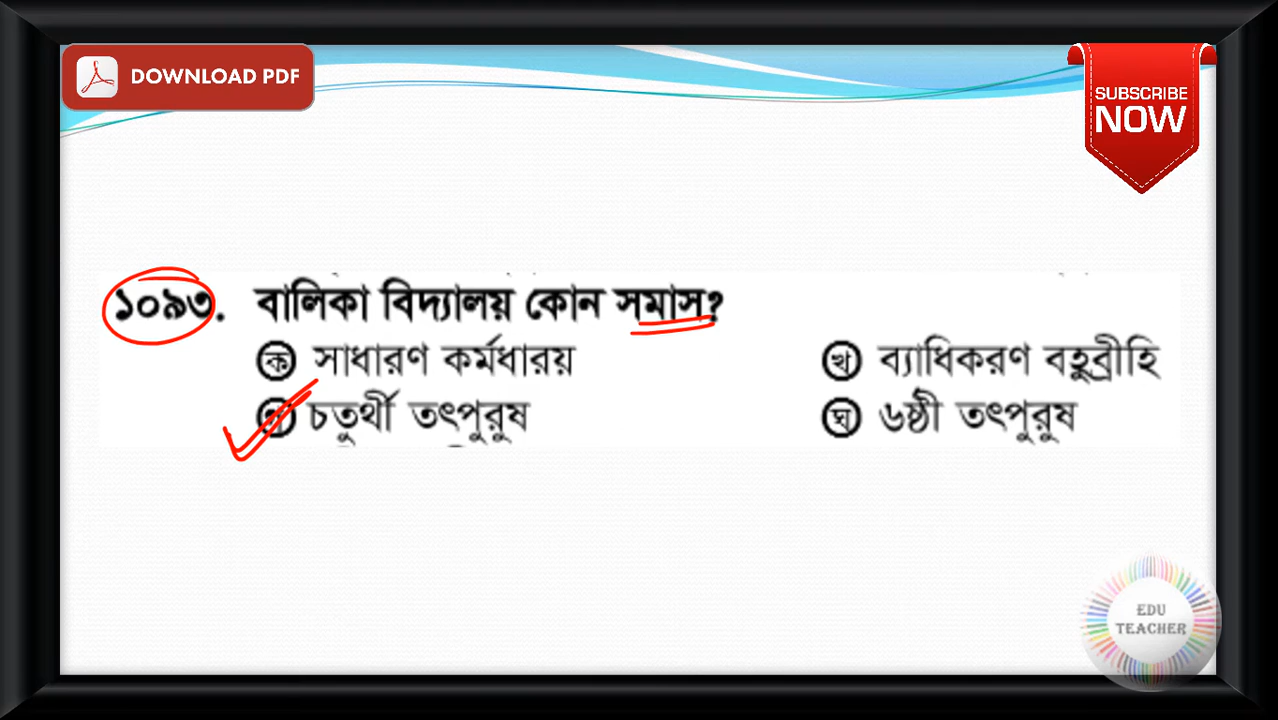 DOWNLOAD PDF
SUBSCRIBE
NOW
১০৯৩. বালিকা বিদ্যালয় কোন সমাস?
ক সাধারণ কর্মধারয়
খ ব্যাধিকরণ বহুব্রীহি
গ চতুর্থী তৎপুরুষ
ঘ ৬ষ্ঠী তৎপুরুষ
EDU
TEACHER